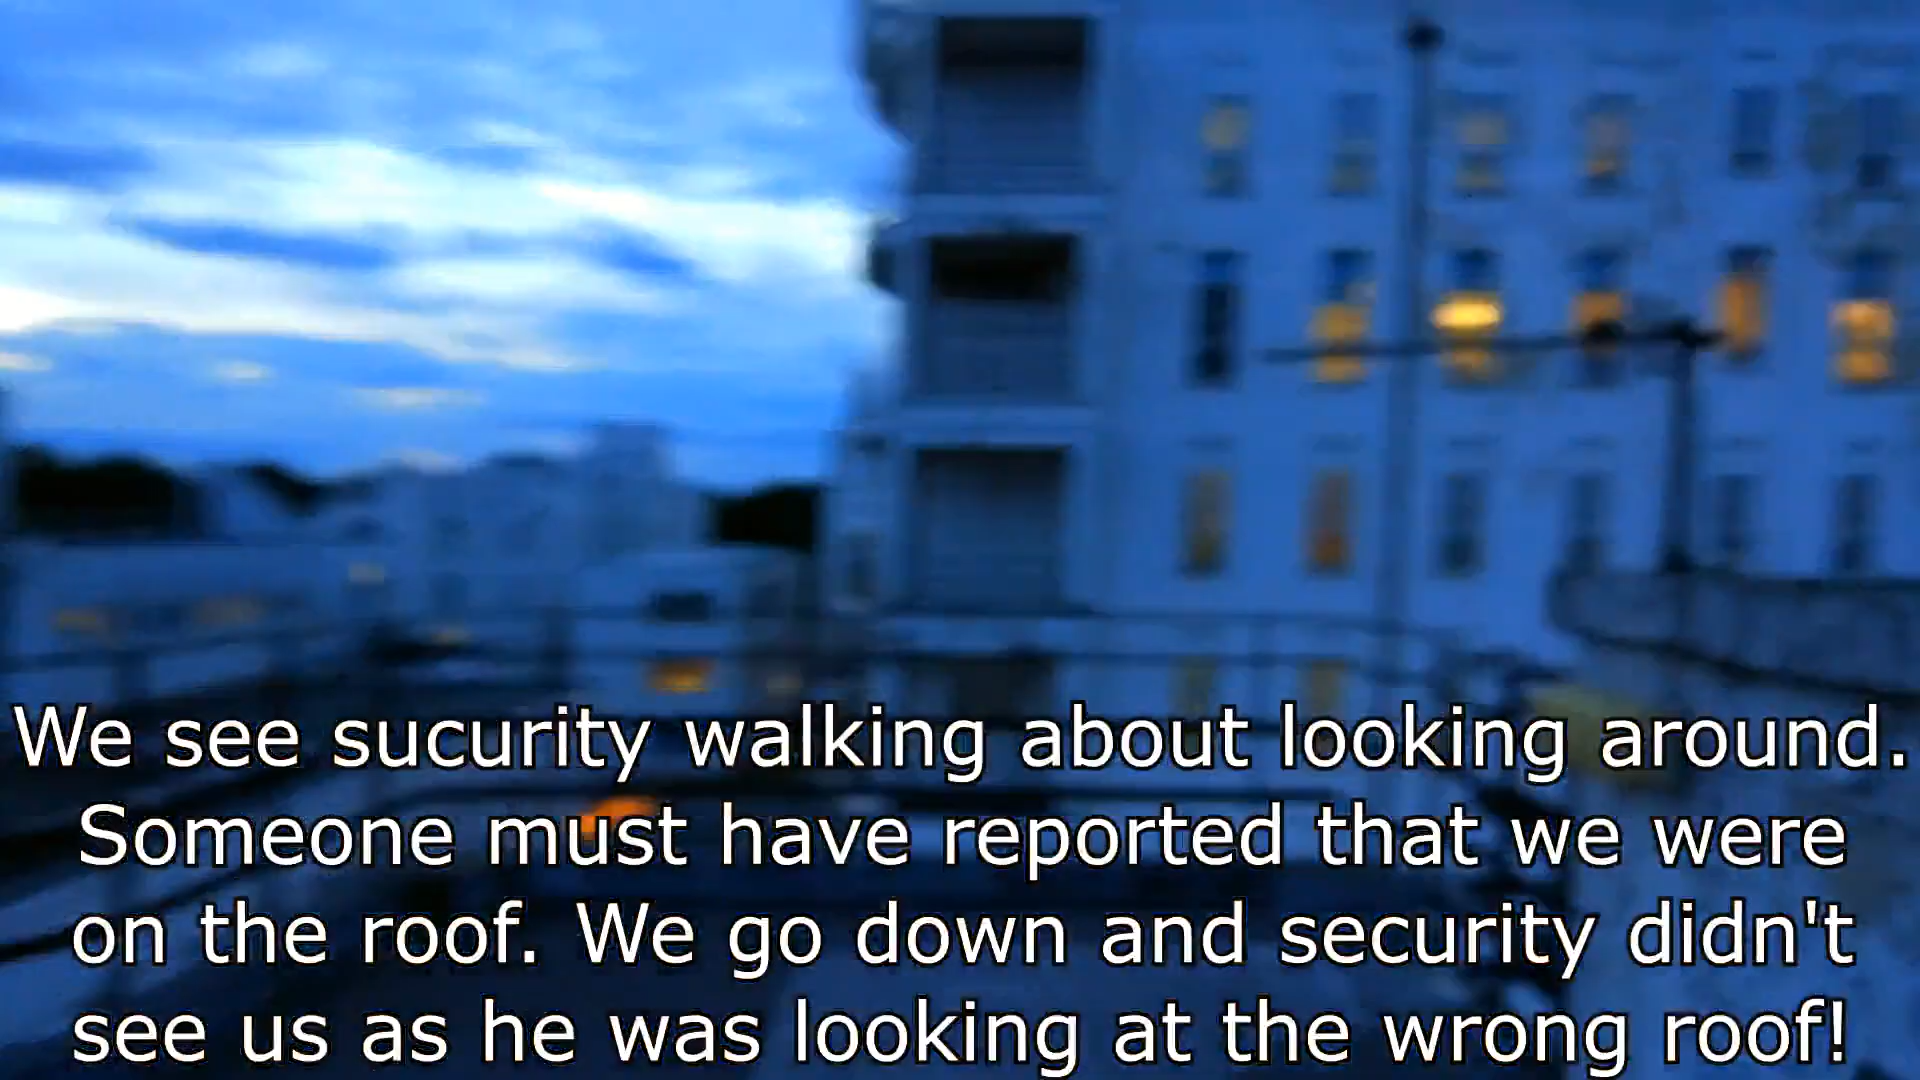 We see sucurity walking about looking around.
Someone must have reported that we were
on the roof. We go down and security didn't
see us as he was looking at the wrong roof!